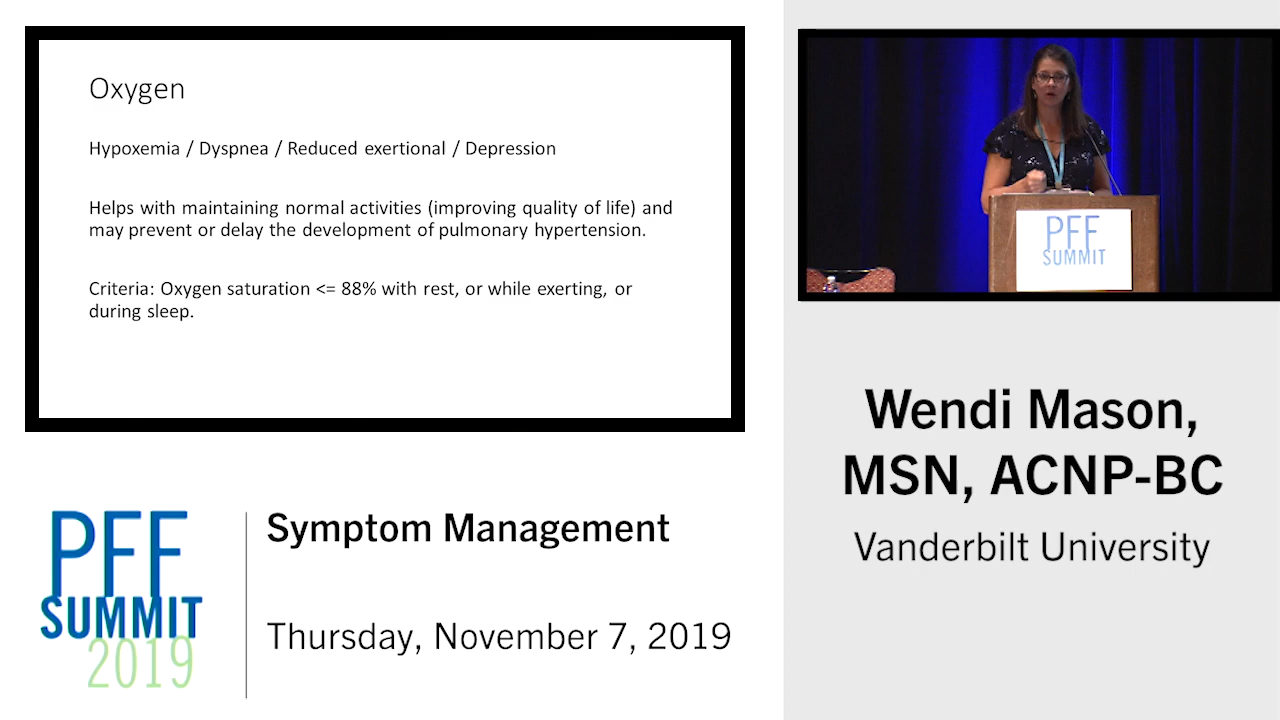 Oxygen
Hypoxemia / Dyspnea / Reduced exertional / Depression
Helps with maintaining normal activities (improving quality of life) and
may prevent or delay the development of pulmonary hypertension.
Criteria: Oxygen saturation <= 88% with rest, or while exerting, or
during sleep.
PFF
SUMMIT
Wendi Mason,
MSN, ACNP-BC
Vanderbilt University
PFF
SUMMIT
2019
Symptom Management
Thursday, November 7, 2019